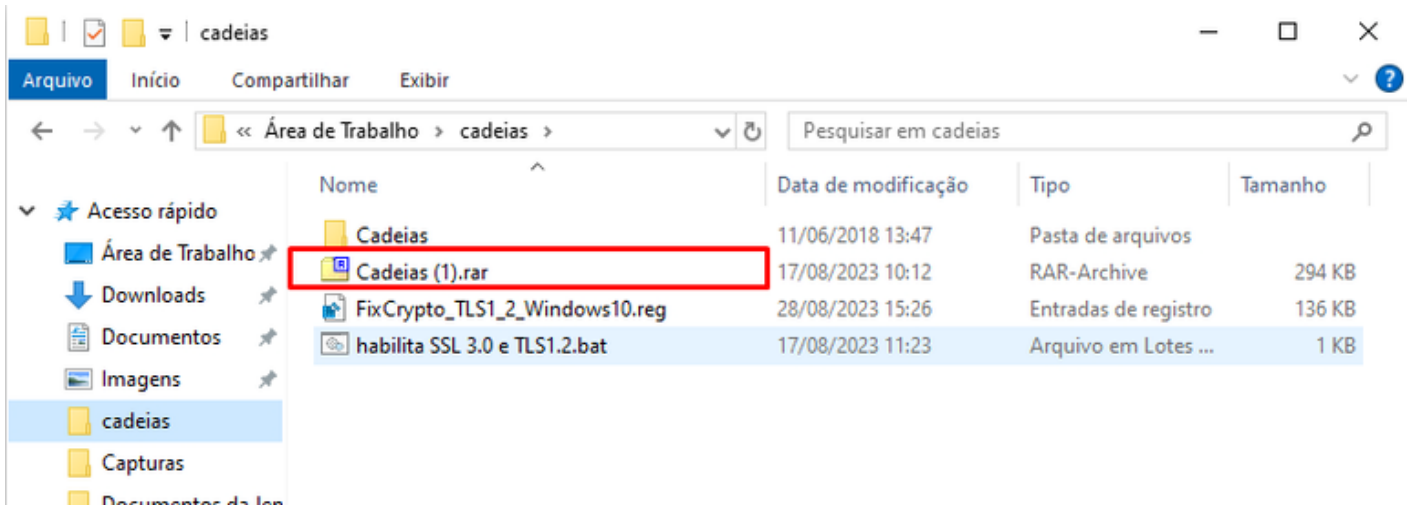 cadeias
Arquivo Início Compartilhar Exibir
« Área de Trabalho > cadeias > Pesquisar em cadeias
Nome Data de modificação Tipo Tamanho
Acesso rápido
Cadeias 11/06/2018 13:47 Pasta de arquivos
Área de Trabalho
Cadeias (1).rar 17/08/2023 10:12 RAR-Archive 294 KB
Downloads
FixCrypto_TLS1_2_Windows10.reg 28/08/2023 15:26 Entradas de registro 136 KB
Documentos
habilita SSL 3.0 e TLS1.2.bat 17/08/2023 11:23 Arquivo em Lotes ... 1 KB
Imagens
cadeias
Capturas
Documentos da